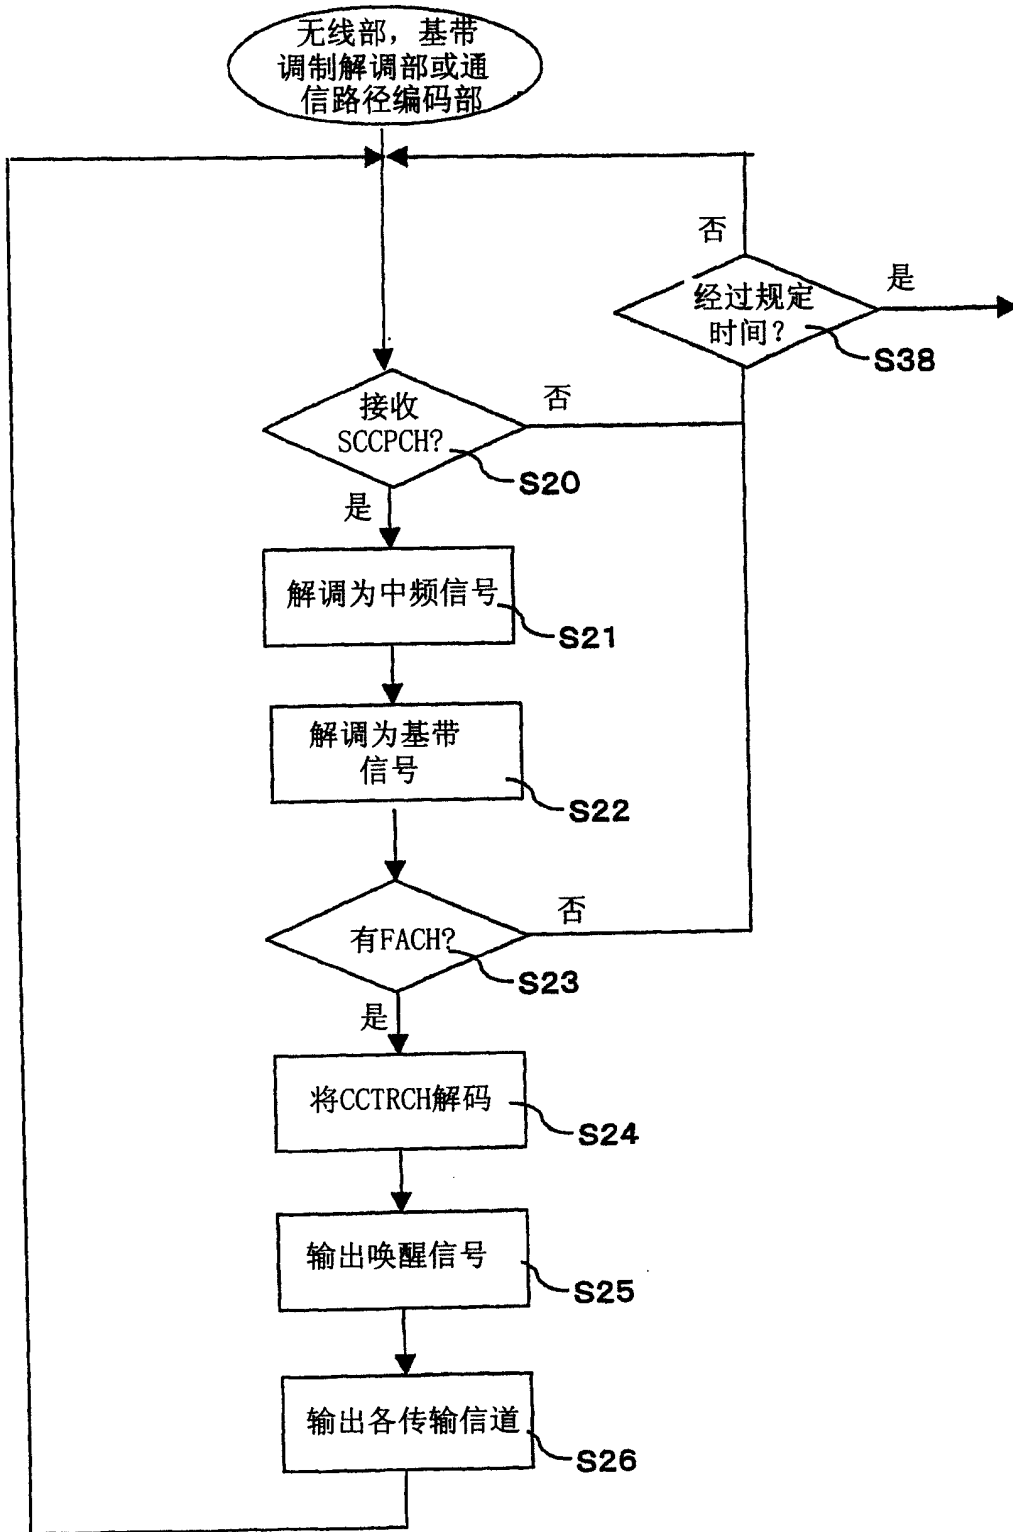 无线部，基带
调制解调部或通
信路径编码部
否
是
经过规定
时间？
S38
接收
SCCPCH？
否
S20
是
解调为中频信号
S21
解调为基带
信号
S22
有FACH？
否
S23
是
将CCTRCH解码
S24
输出唤醒信号
S25
输出各传输信道
S26